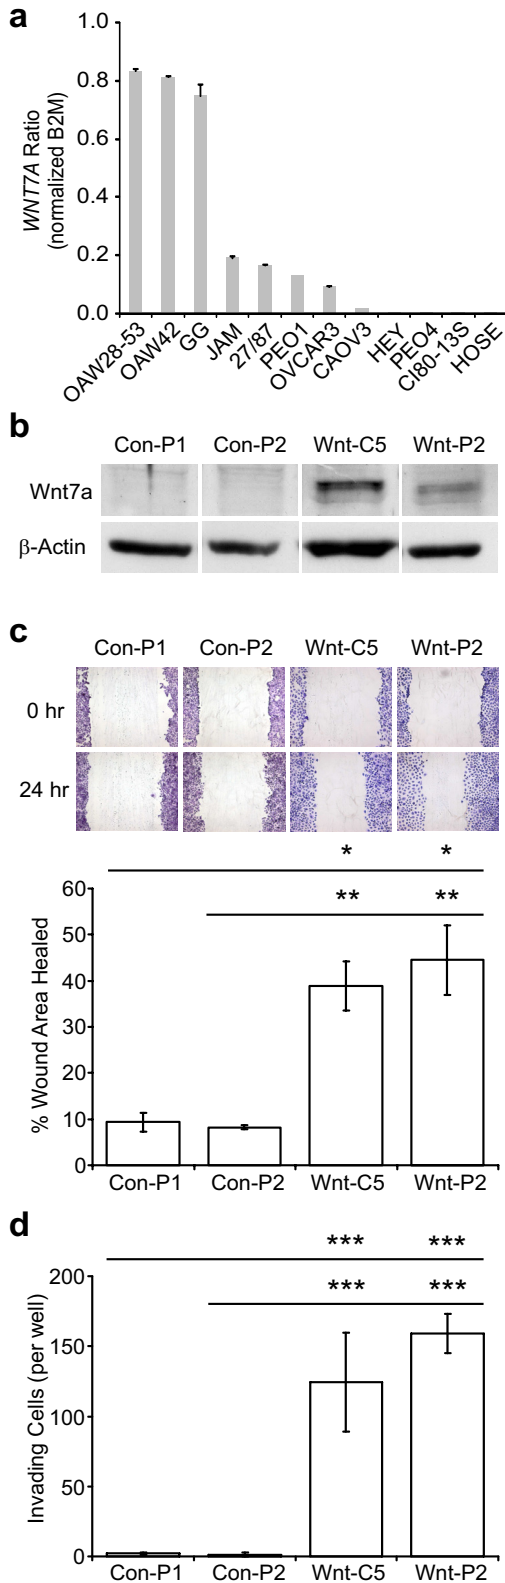 a
WNT7A Ratio
(normalized B2M)
1.0
0.8
0.6
0.4
0.2
0.0
OAW28-53
OAW42
GG
JAM
27/87
PEO1
OVCAR3
CAOV3
HEY
PEO4
CI80-13S
HOSE
b
Con-P1 Con-P2 Wnt-C5 Wnt-P2
Wnt7a
β-Actin
c
Con-P1 Con-P2 Wnt-C5 Wnt-P2
0 hr
24 hr
* *
** **
% Wound Area Healed
60
50
40
30
20
10
0
Con-P1 Con-P2 Wnt-C5 Wnt-P2
d
*** ***
*** ***
Invading Cells (per well)
200
150
100
50
0
Con-P1 Con-P2 Wnt-C5 Wnt-P2